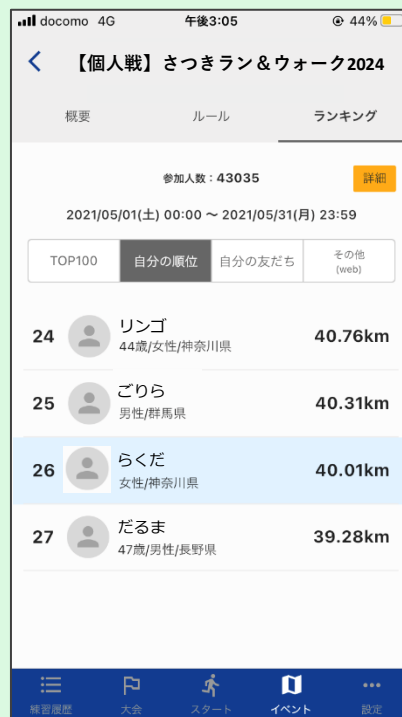 docomo 4G 午後3:05 44%
【個人戦】さつきラン＆ウォーク2024
概要 ルール ランキング
参加人数：43035 詳細
2021/05/01(土) 00:00 〜 2021/05/31(月) 23:59
TOP100 自分の順位 自分の友だち その他
(web)
24 リンゴ 40.76km
44歳/女性/神奈川県
25 ごりら 40.31km
男性/群馬県
26 らくだ 40.01km
女性/神奈川県
27 だるま 39.28km
47歳/男性/長野県
練習履歴 大会 スタート イベント 設定